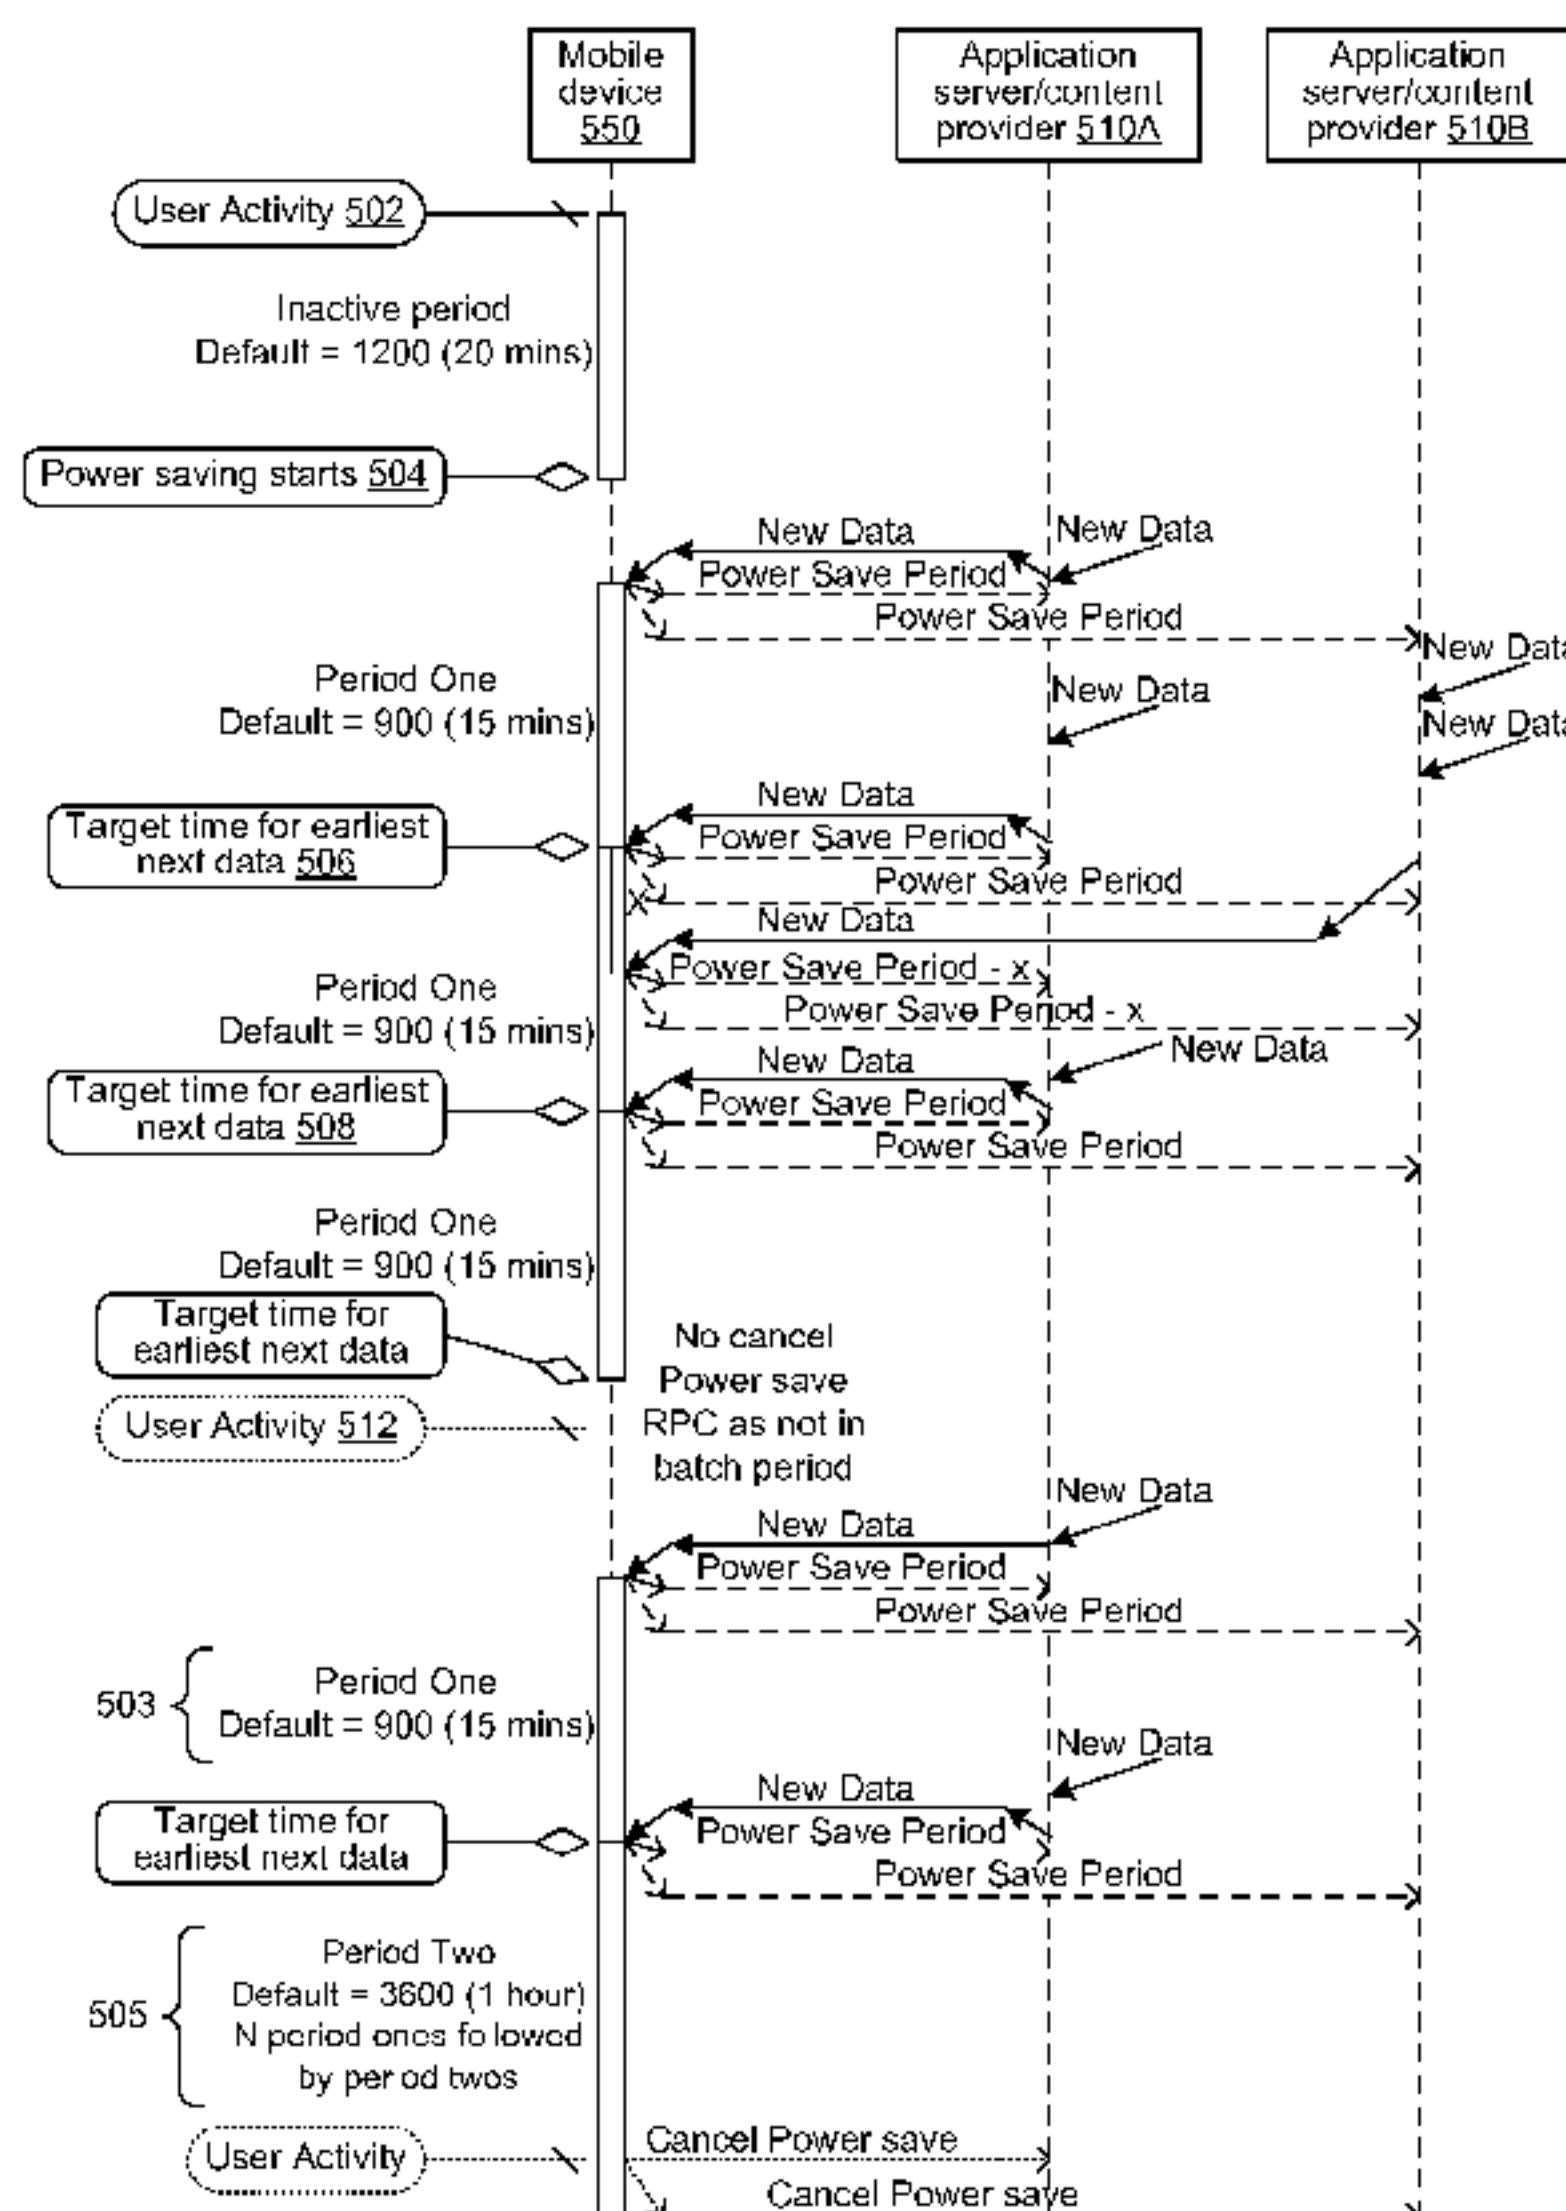 Mobile
device
550
Application
server/content
provider 510A
Application
server/content
provider 510B
User Activity 502
Inactive period
Default = 1200 (20 mins)
Power saving starts 504
New Data
New Data
Power Save Period
Power Save Period
New Data
Period One
Default = 900 (15 mins)
New Data
New Data
New Data
Target time for earliest
next data 506
Power Save Period
Power Save Period
X
New Data
Power Save Period - x
Power Save Period - x
Period One
Default = 900 (15 mins)
New Data
New Data
Target time for earliest
next data 508
Power Save Period
Power Save Period
Period One
Default = 900 (15 mins)
Target time for
earliest next data
No cancel
Power save
RPC as not in
batch period
User Activity 512
New Data
New Data
Power Save Period
Power Save Period
503
Period One
Default = 900 (15 mins)
New Data
New Data
Target time for
earliest next data
Power Save Period
Power Save Period
505
Period Two
Default = 3600 (1 hour)
N period ones fo lowed
by per od twos
User Activity
Cancel Power save
Cancel Power save